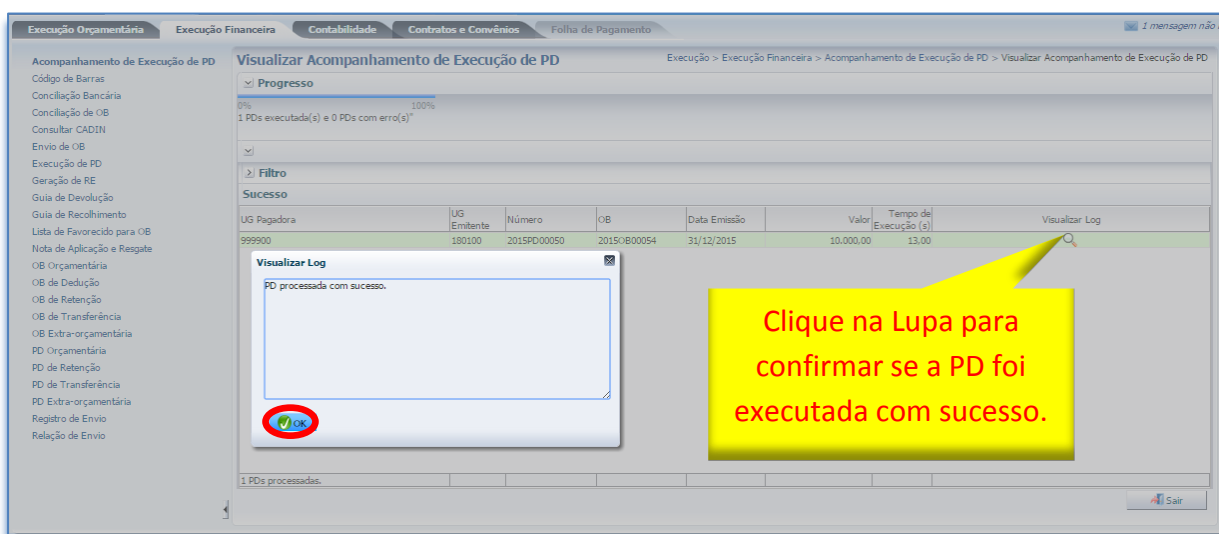 Execução Orçamentária Execução Financeira Contabilidade Contratos e Convênios Folha de Pagamento
1 mensagem não
Acompanhamento de Execução de PD
Código de Barras
Conciliação Bancária
Conciliação de OB
Consultar CADIN
Envio de OB
Execução de PD
Geração de RE
Guia de Devolução
Guia de Recolhimento
Lista de Favorecido para OB
Nota de Aplicação e Resgate
OB Orçamentária
OB de Dedução
OB de Retenção
OB de Transferência
OB Extra-orçamentária
PD Orçamentária
PD de Retenção
PD de Transferência
PD Extra-orçamentária
Registro de Envio
Relação de Envio
Visualizar Acompanhamento de Execução de PD
Execução > Execução Financeira > Acompanhamento de Execução de PD > Visualizar Acompanhamento de Execução de PD
Progresso
0% 100%
1 PDs executada(s) e 0 PDs com erro(s)"
Filtro
Sucesso
UG Pagadora UG Emitente Número OB Data Emissão Valor Tempo de Execução (s) Visualizar Log
999900 180100 2015PD00050 2015OB00054 31/12/2015 10.000,00 13,00
Visualizar Log
PD processada com sucesso.
OK
Clique na Lupa para
confirmar se a PD foi
executada com sucesso.
1 PDs processadas.
Sair